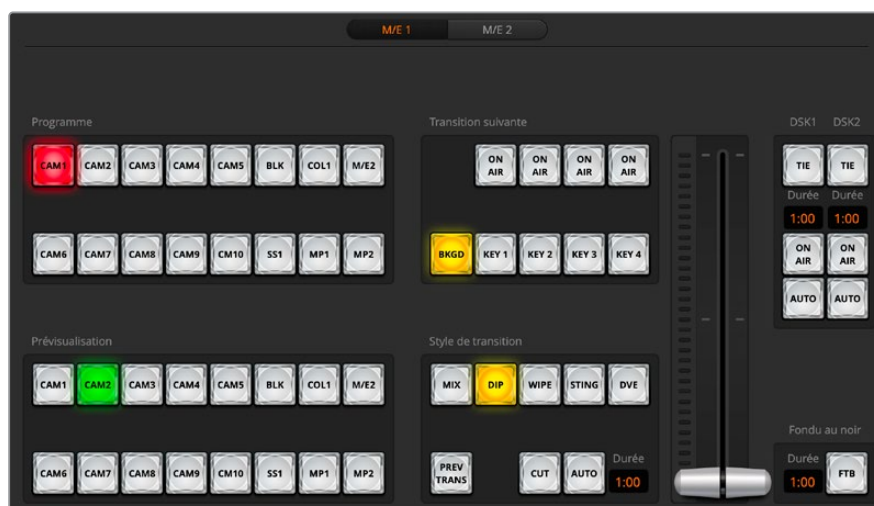 M/E 1 M/E 2
Programme
CAM1 CAM2 CAM3 CAM4 CAM5 BLK COL1 M/E2
CAM6 CAM7 CAM8 CAM9 CM10 SS1 MP1 MP2
Transition suivante
ON AIR ON AIR ON AIR ON AIR
BKGD KEY 1 KEY 2 KEY 3 KEY 4
DSK1 DSK2
TIE TIE
Durée Durée
1:00 1:00
ON AIR ON AIR
AUTO AUTO
Prévisualisation
CAM1 CAM2 CAM3 CAM4 CAM5 BLK COL1 M/E2
CAM6 CAM7 CAM8 CAM9 CM10 SS1 MP1 MP2
Style de transition
MIX DIP WIPE STING DVE
PREV TRANS CUT AUTO
Durée
1:00
Fondu au noir
Durée
1:00 FTB